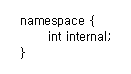 namespace {
int internal;
}